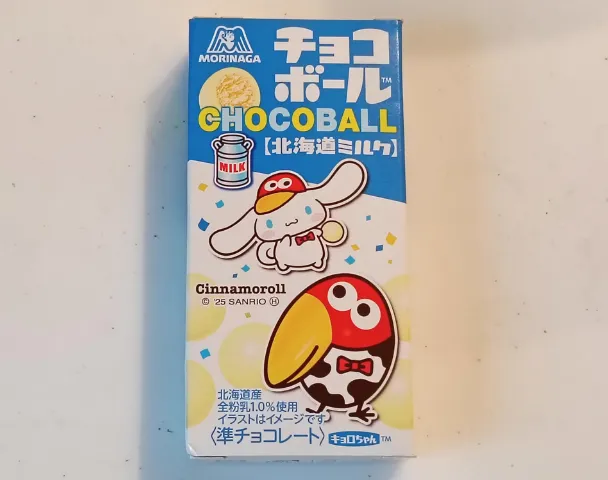 MORINAGA
チョコ
ボール™
CHOCOBALL
【北海道ミルク】
MILK
Cinnamoroll
© '25 SANRIO Ⓗ
北海道産
全粉乳1.0%使用
イラストはイメージです
〈準チョコレート〉
キョロちゃん™